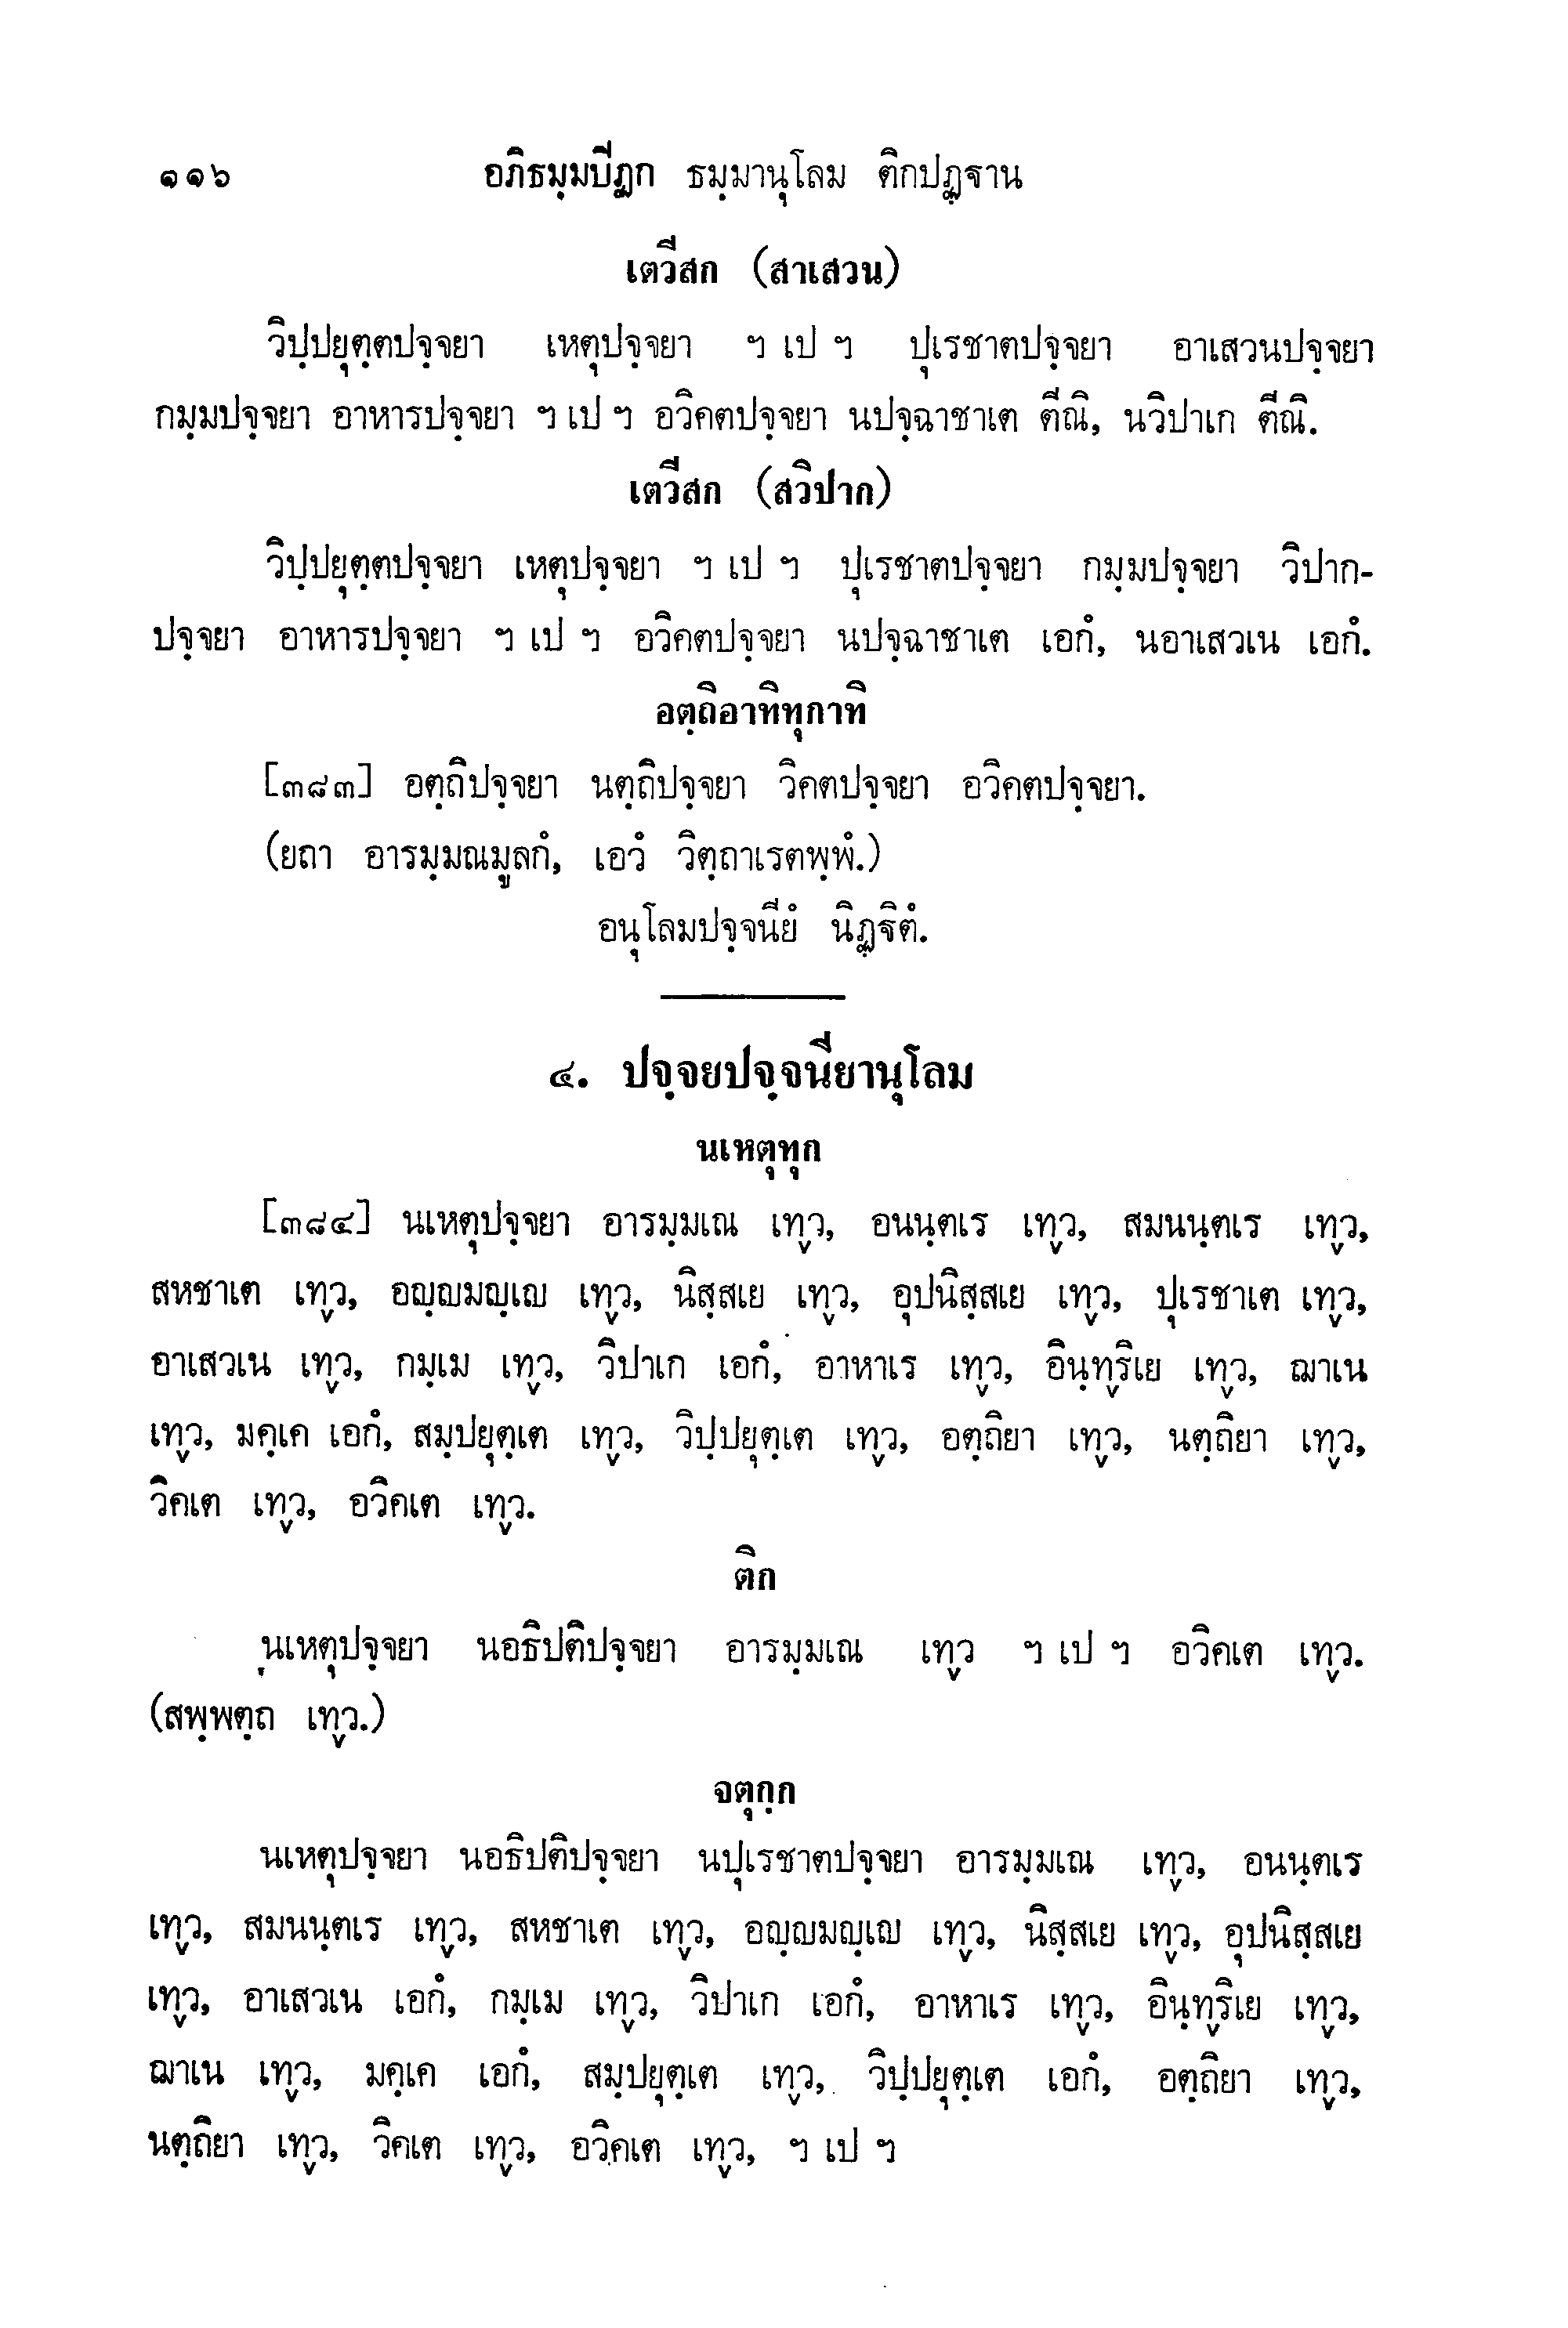 ๑๑๖ อภิธมฺมปีฏก ธมฺมานุโลม ติกปฏฺฐาน
เตวีสก (สาเสวน)
วิปฺปยุตฺตปจฺจยา เหตุปจฺจยา ฯ เป ฯ ปุเรชาตปจฺจยา อาเสวนปจฺจยา
กมฺมปจฺจยา อาหารปจฺจยา ฯ เป ฯ อวิคตปจฺจยา นปจฺฉาชาเต ตีณิ, นวิปาเก ตีณิ.
เตวีสก (สวิปาก)
วิปฺปยุตฺตปจฺจยา เหตุปจฺจยา ฯ เป ฯ ปุเรชาตปจฺจยา กมฺมปจฺจยา วิปาก-
ปจฺจยา อาหารปจฺจยา ฯ เป ฯ อวิคตปจฺจยา นปจฺฉาชาเต เอกํ, นอาเสวเน เอกํ.
อตฺถิอาทิทุกาทิ
[๓๘๓] อตฺถิปจฺจยา นตฺถิปจฺจยา วิคตปจฺจยา อวิคตปจฺจยา.
(ยถา อารมฺมณมูลกํ, เอวํ วิตฺถาเรตพฺพํ.)
อนุโลมปจฺจนียํ นิฏฺฐิตํ.
๔. ปจฺจยปจฺจนียานุโลม
นเหตุทุก
[๓๘๔] นเหตุปจฺจยา อารมฺมเณ เทฺว, อนนฺตเร เทฺว, สมนนฺตเร เทฺว,
สหชาเต เทฺว, อญฺญมญฺเญ เทฺว, นิสฺสเย เทฺว, อุปนิสฺสเย เทฺว, ปุเรชาเต เทฺว,
อาเสวเน เทฺว, กมฺเม เทฺว, วิปาเก เอกํ, อาหาเร เทฺว, อินฺทฺริเย เทฺว, ฌาเน
เทฺว, มคฺเค เอกํ, สมฺปยุตฺเต เทฺว, วิปฺปยุตฺเต เทฺว, อตฺถิยา เทฺว, นตฺถิยา เทฺว,
วิคเต เทฺว, อวิคเต เทฺว.
ติก
นเหตุปจฺจยา นอธิปติปจฺจยา อารมฺมเณ เทฺว ฯ เป ฯ อวิคเต เทฺว.
(สพฺพตฺถ เทฺว.)
จตุกฺก
นเหตุปจฺจยา นอธิปติปจฺจยา นปุเรชาตปจฺจยา อารมฺมเณ เทฺว, อนนฺตเร
เทฺว, สมนนฺตเร เทฺว, สหชาเต เทฺว, อญฺญมญฺเญ เทฺว, นิสฺสเย เทฺว, อุปนิสฺสเย
เทฺว, อาเสวเน เอกํ, กมฺเม เทฺว, วิปาเก เอกํ, อาหาเร เทฺว, อินฺทฺริเย เทฺว,
ฌาเน เทฺว, มคฺเค เอกํ, สมฺปยุตฺเต เทฺว, วิปฺปยุตฺเต เอกํ, อตฺถิยา เทฺว,
นตฺถิยา เทฺว, วิคเต เทฺว, อวิคเต เทฺว, ฯ เป ฯ